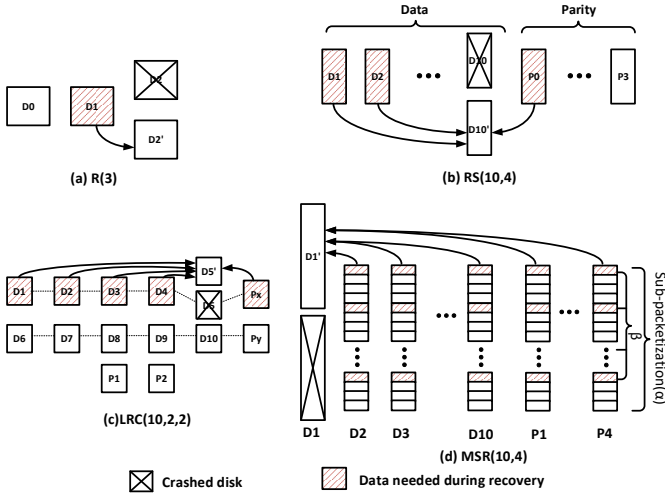 D0
D1
D2
D2'
(a) R(3)
Data
Parity
D1
D2
D10
P0
P3
D10'
(b) RS(10,4)
D5'
D1
D2
D3
D4
D5
Px
D6
D7
D8
D9
D10
Py
P1
P2
(c)LRC(10,2,2)
D1'
β
Sub-packetization(α)
D1
D2
D3
D10
P1
P4
(d) MSR(10,4)
Crashed disk
Data needed during recovery